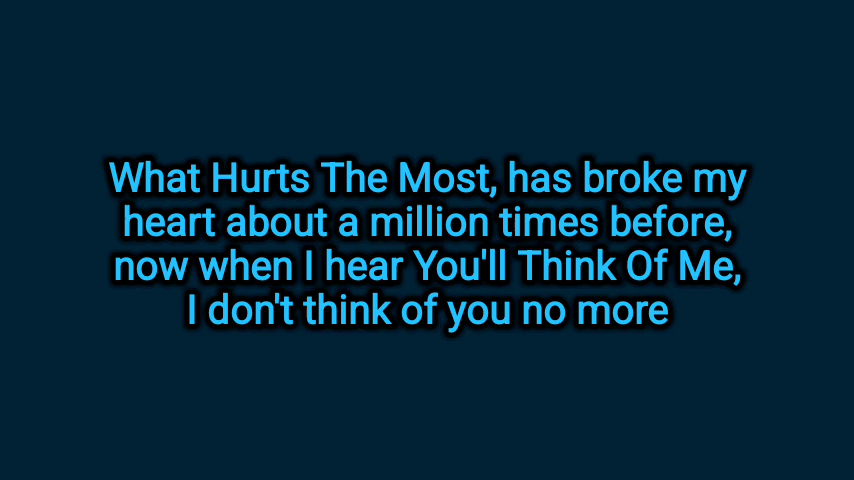 What Hurts The Most, has broke my
heart about a million times before,
now when I hear You'll Think Of Me,
I don't think of you no more